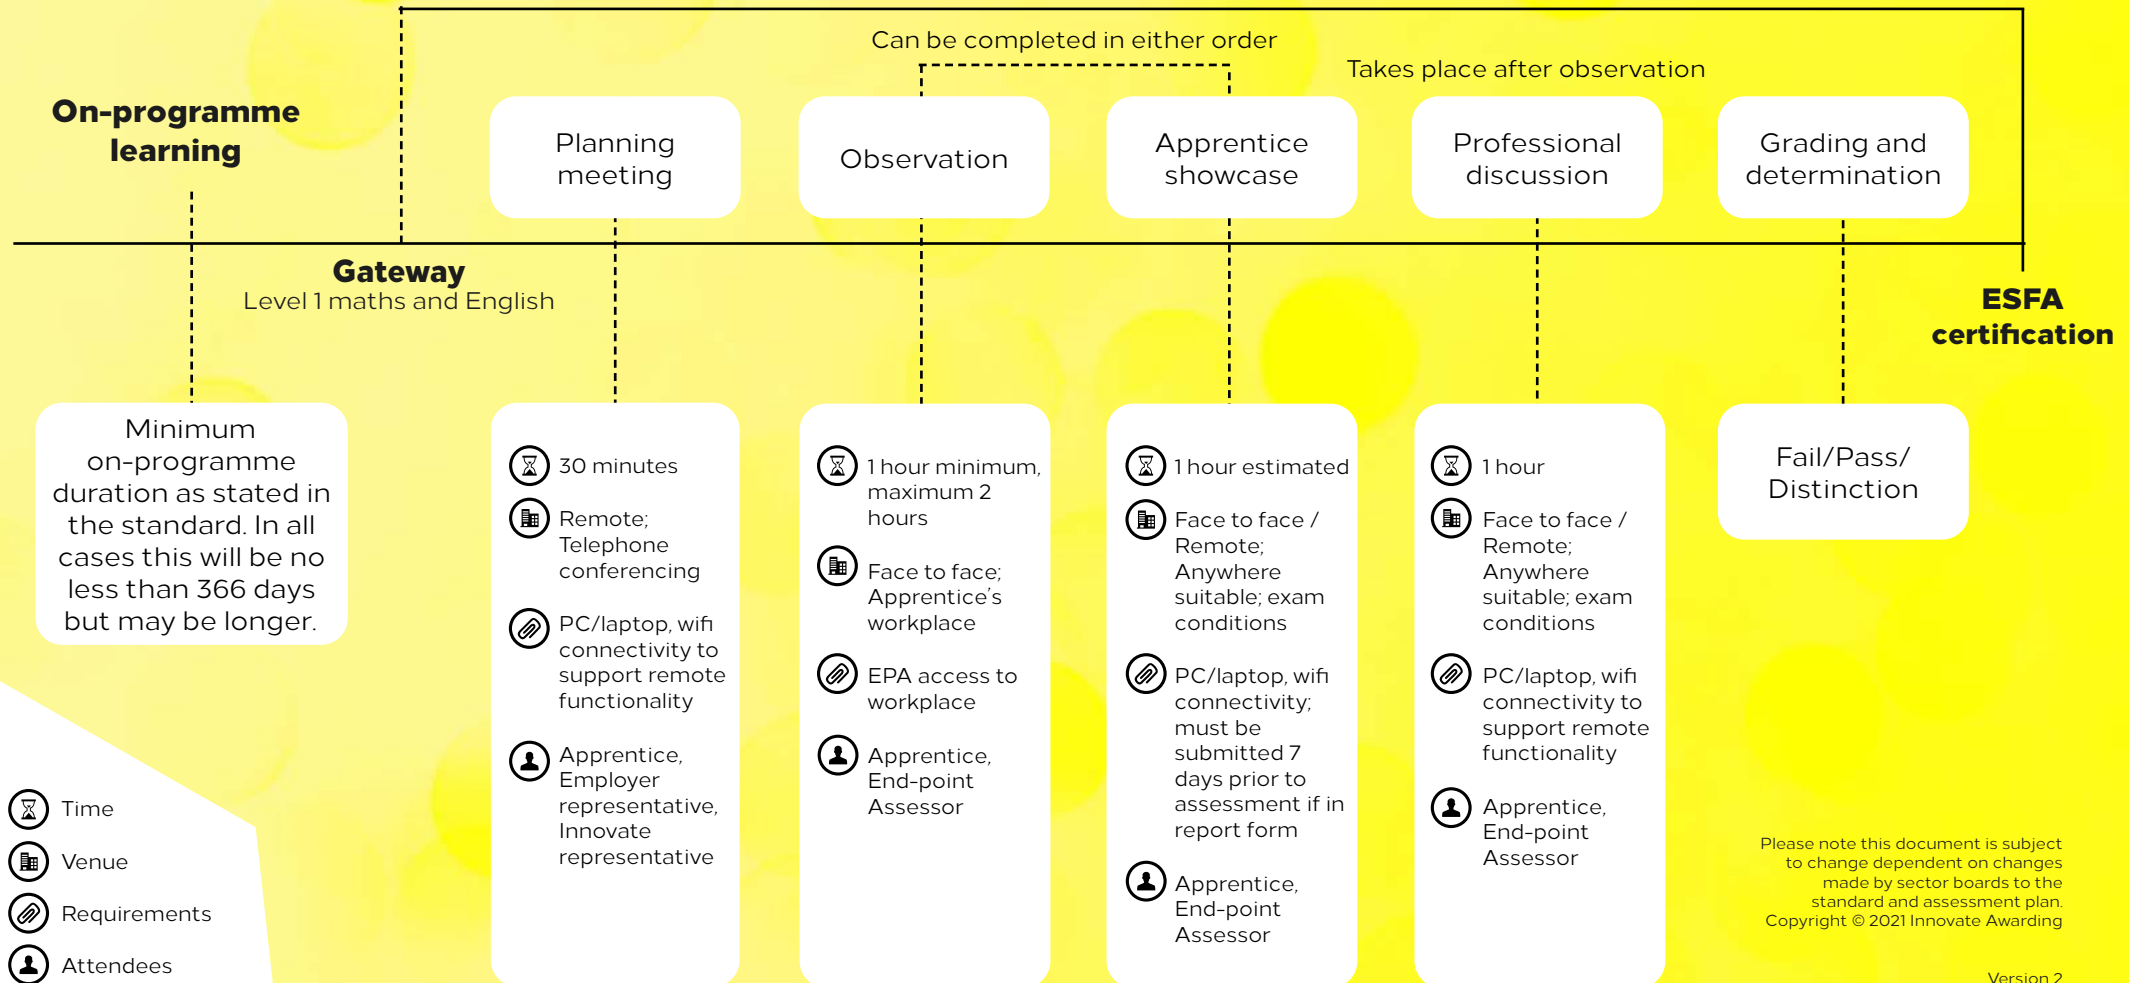 Can be completed in either order
Takes place after observation
On-programme
learning
Planning
meeting
Observation
Apprentice
showcase
Professional
discussion
Grading and
determination
Gateway
Level 1 maths and English
ESFA
certification
Minimum
on-programme
duration as stated in
the standard. In all
cases this will be no
less than 366 days
but may be longer.
30 minutes
Remote;
Telephone
conferencing
PC/laptop, wifi
connectivity to
support remote
functionality
Apprentice,
Employer
representative,
Innovate
representative
1 hour minimum,
maximum 2
hours
Face to face;
Apprentice's
workplace
EPA access to
workplace
Apprentice,
End-point
Assessor
1 hour estimated
Face to face /
Remote;
Anywhere
suitable; exam
conditions
PC/laptop, wifi
connectivity;
must be
submitted 7
days prior to
assessment if in
report form
Apprentice,
End-point
Assessor
1 hour
Face to face /
Remote;
Anywhere
suitable; exam
conditions
PC/laptop, wifi
connectivity to
support remote
functionality
Apprentice,
End-point
Assessor
Fail/Pass/
Distinction
Time
Venue
Requirements
Attendees
Please note this document is subject
to change dependent on changes
made by sector boards to the
standard and assessment plan.
Copyright © 2021 Innovate Awarding
Version 2